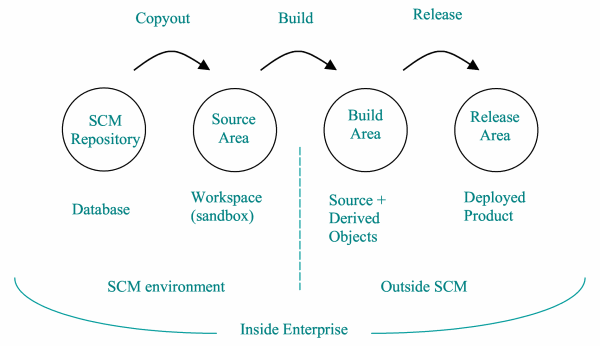 Copyout
Build
Release
SCM
Repository
Source
Area
Build
Area
Release
Area
Database
Workspace
(sandbox)
Source +
Derived
Objects
Deployed
Product
SCM environment
Outside SCM
Inside Enterprise